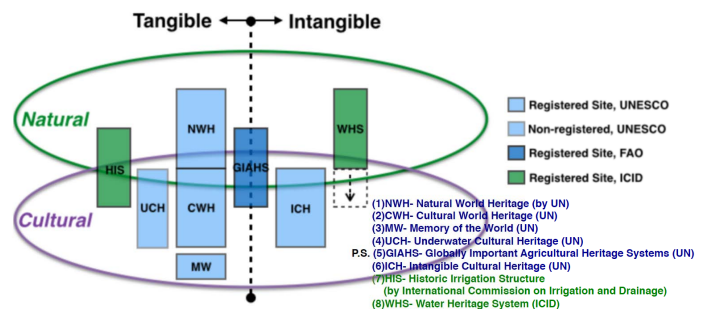 Tangible Intangible
Natural
Cultural
NWH
WHS
HIS
GIAHS
UCH
CWH
ICH
MW
Registered Site, UNESCO
Non-registered, UNESCO
Registered Site, FAO
Registered Site, ICID
(1)NWH- Natural World Heritage (by UN)
(2)CWH- Cultural World Heritage (UN)
(3)MW- Memory of the World (UN)
(4)UCH- Underwater Cultural Heritage (UN)
P.S. (5)GIAHS- Globally Important Agricultural Heritage Systems (UN)
(6)ICH- Intangible Cultural Heritage (UN)
(7)HIS- Historic Irrigation Structure
(by International Commission on Irrigation and Drainage)
(8)WHS- Water Heritage System (ICID)